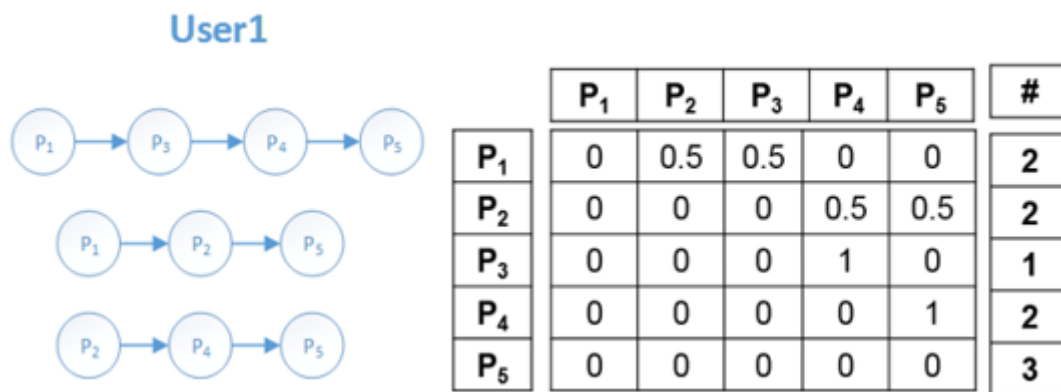 User1
P₁ P₃ P₄ P₅
P₁ P₂ P₅
P₂ P₄ P₅
P₁ P₂ P₃ P₄ P₅ #
P₁ 0 0.5 0.5 0 0 2
P₂ 0 0 0 0.5 0.5 2
P₃ 0 0 0 1 0 1
P₄ 0 0 0 0 1 2
P₅ 0 0 0 0 0 3